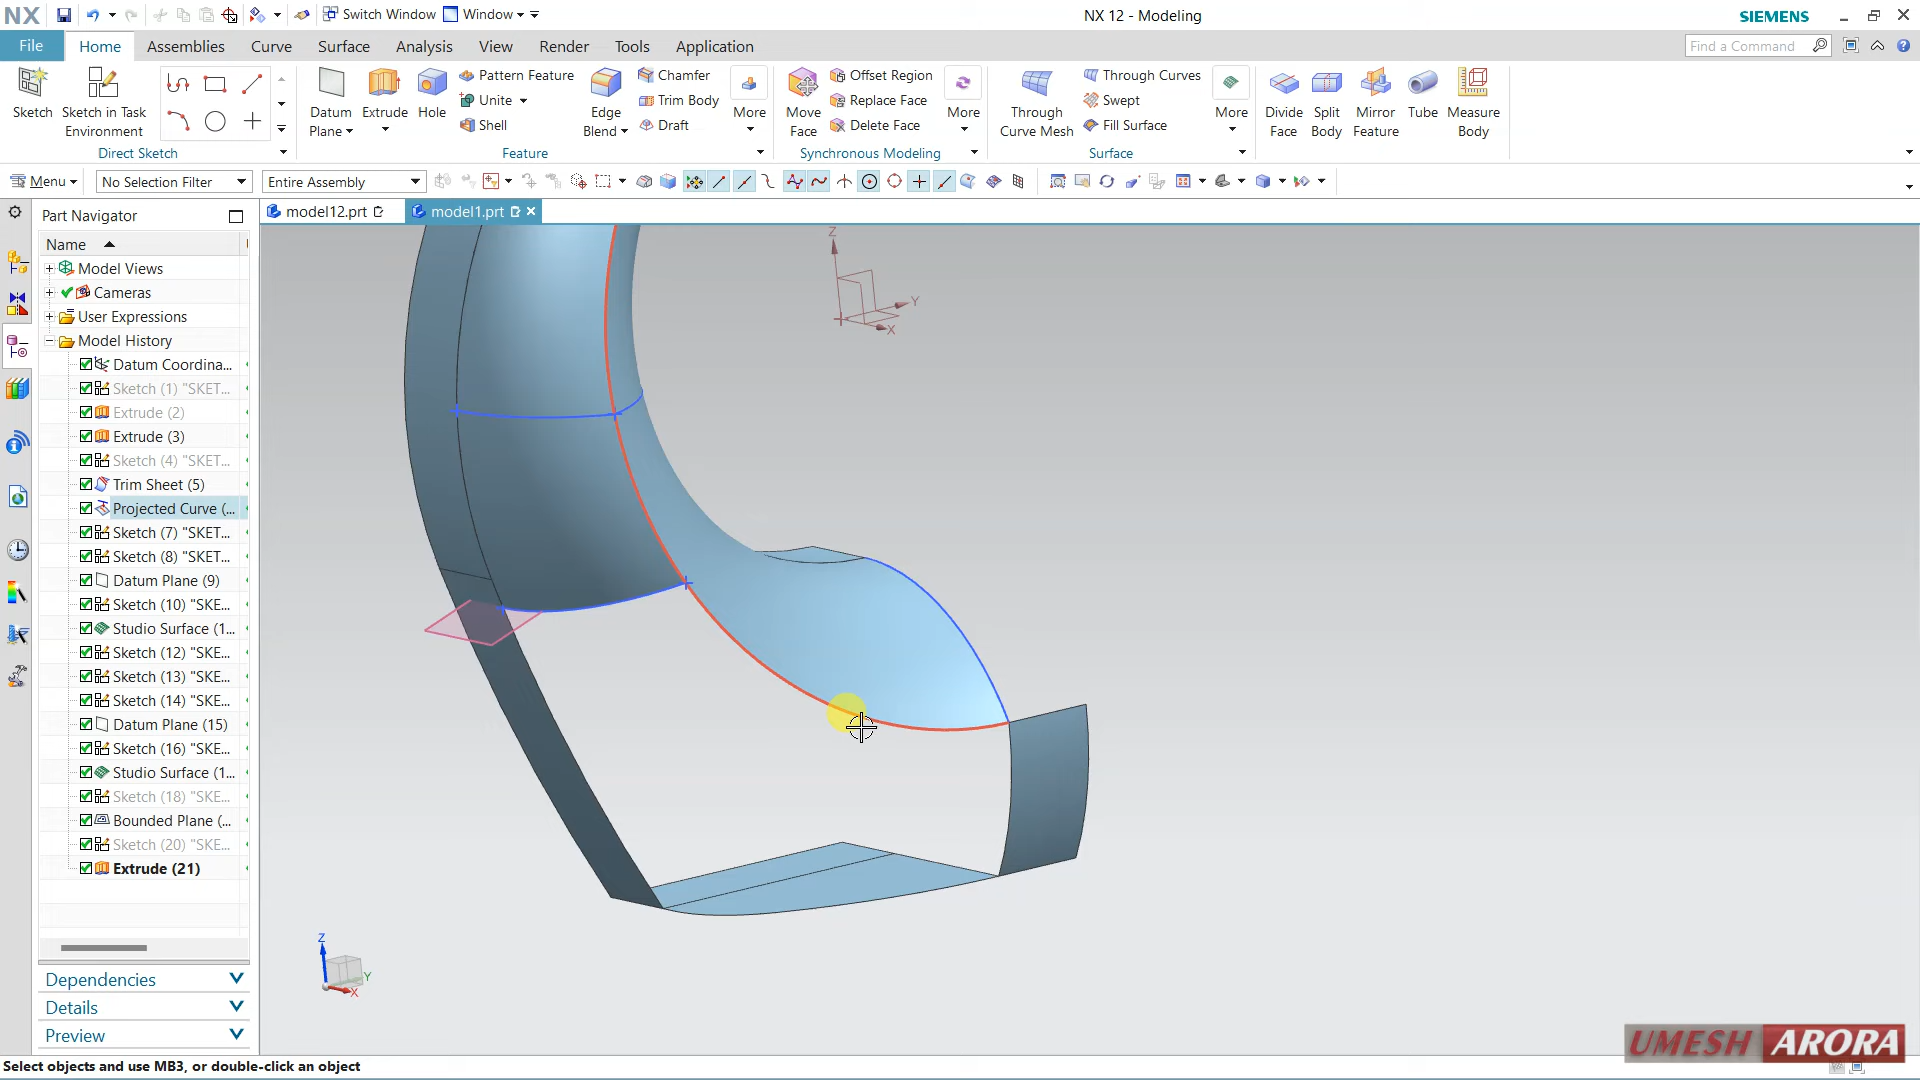 NX
Switch Window
Window
NX 12 - Modeling
SIEMENS
File
Home
Assemblies
Curve
Surface
Analysis
View
Render
Tools
Application
Find a Command
Sketch
Sketch in Task
Environment
Direct Sketch
Datum
Plane
Extrude
Hole
Pattern Feature
Unite
Shell
Edge
Blend
Chamfer
Trim Body
Draft
More
Feature
Move
Face
Offset Region
Replace Face
Delete Face
More
Synchronous Modeling
Through
Curve Mesh
Through Curves
Swept
Fill Surface
More
Surface
Divide
Face
Split
Body
Mirror
Feature
Tube
Measure
Body
Menu
No Selection Filter
Entire Assembly
Part Navigator
model12.prt
model1.prt
Name
Model Views
Cameras
User Expressions
Model History
Datum Coordina...
Sketch (1) "SKET...
Extrude (2)
Extrude (3)
Sketch (4) "SKET...
Trim Sheet (5)
Projected Curve (...
Sketch (7) "SKET...
Sketch (8) "SKET...
Datum Plane (9)
Sketch (10) "SKE...
Studio Surface (1...
Sketch (12) "SKE...
Sketch (13) "SKE...
Sketch (14) "SKE...
Datum Plane (15)
Sketch (16) "SKE...
Studio Surface (1...
Sketch (18) "SKE...
Bounded Plane (...
Sketch (20) "SKE...
Extrude (21)
Dependencies
Details
Preview
Z
Y
X
Z
Y
X
UMESH ARORA
Select objects and use MB3, or double-click an object